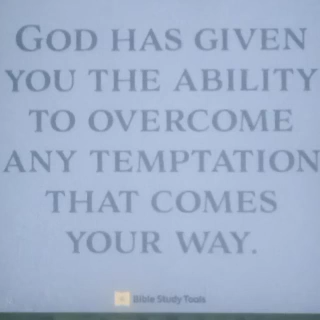 GOD HAS GIVEN
YOU THE ABILITY
TO OVERCOME
ANY TEMPTATION
THAT COMES
YOUR WAY.
Bible Study Tools